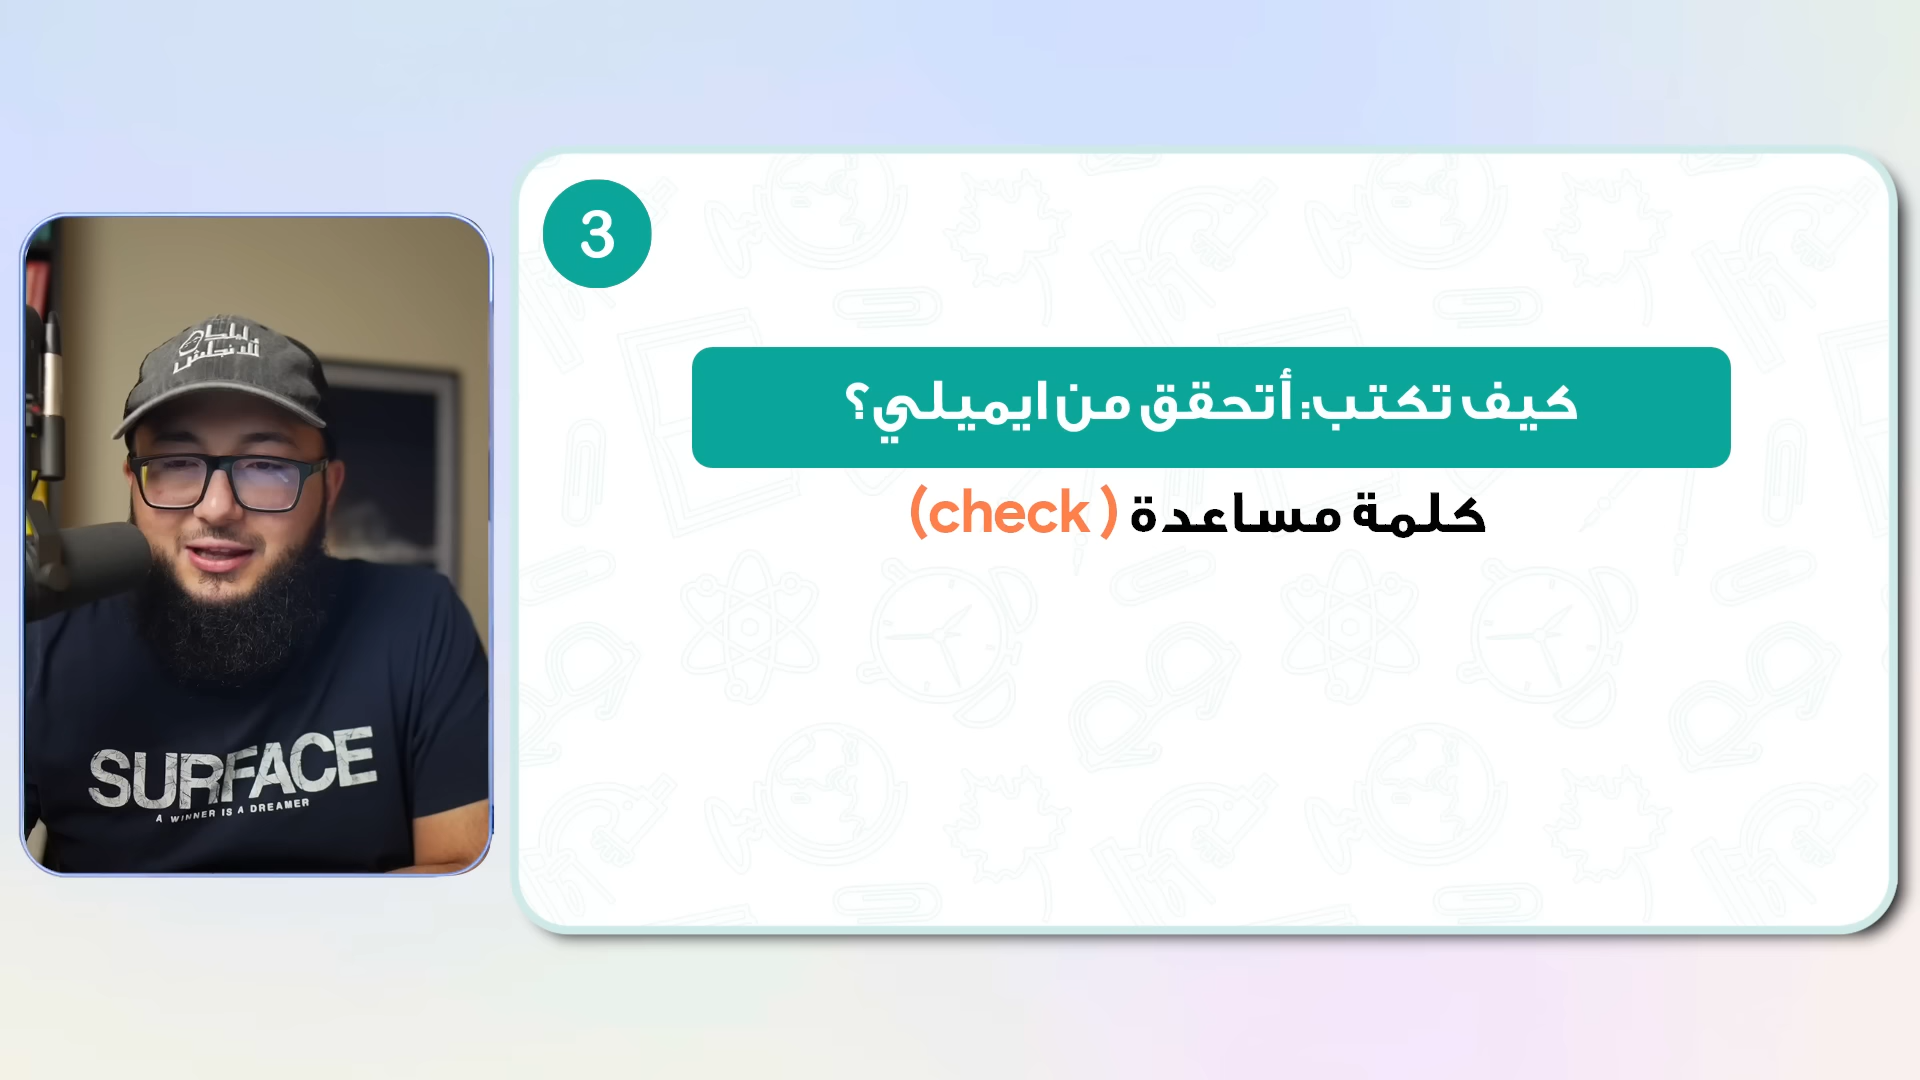 3
كيف تكتب: أتحقق من ايميلي؟
كلمة مساعدة (check)
SURFACE
A WINNER IS A DREAMER